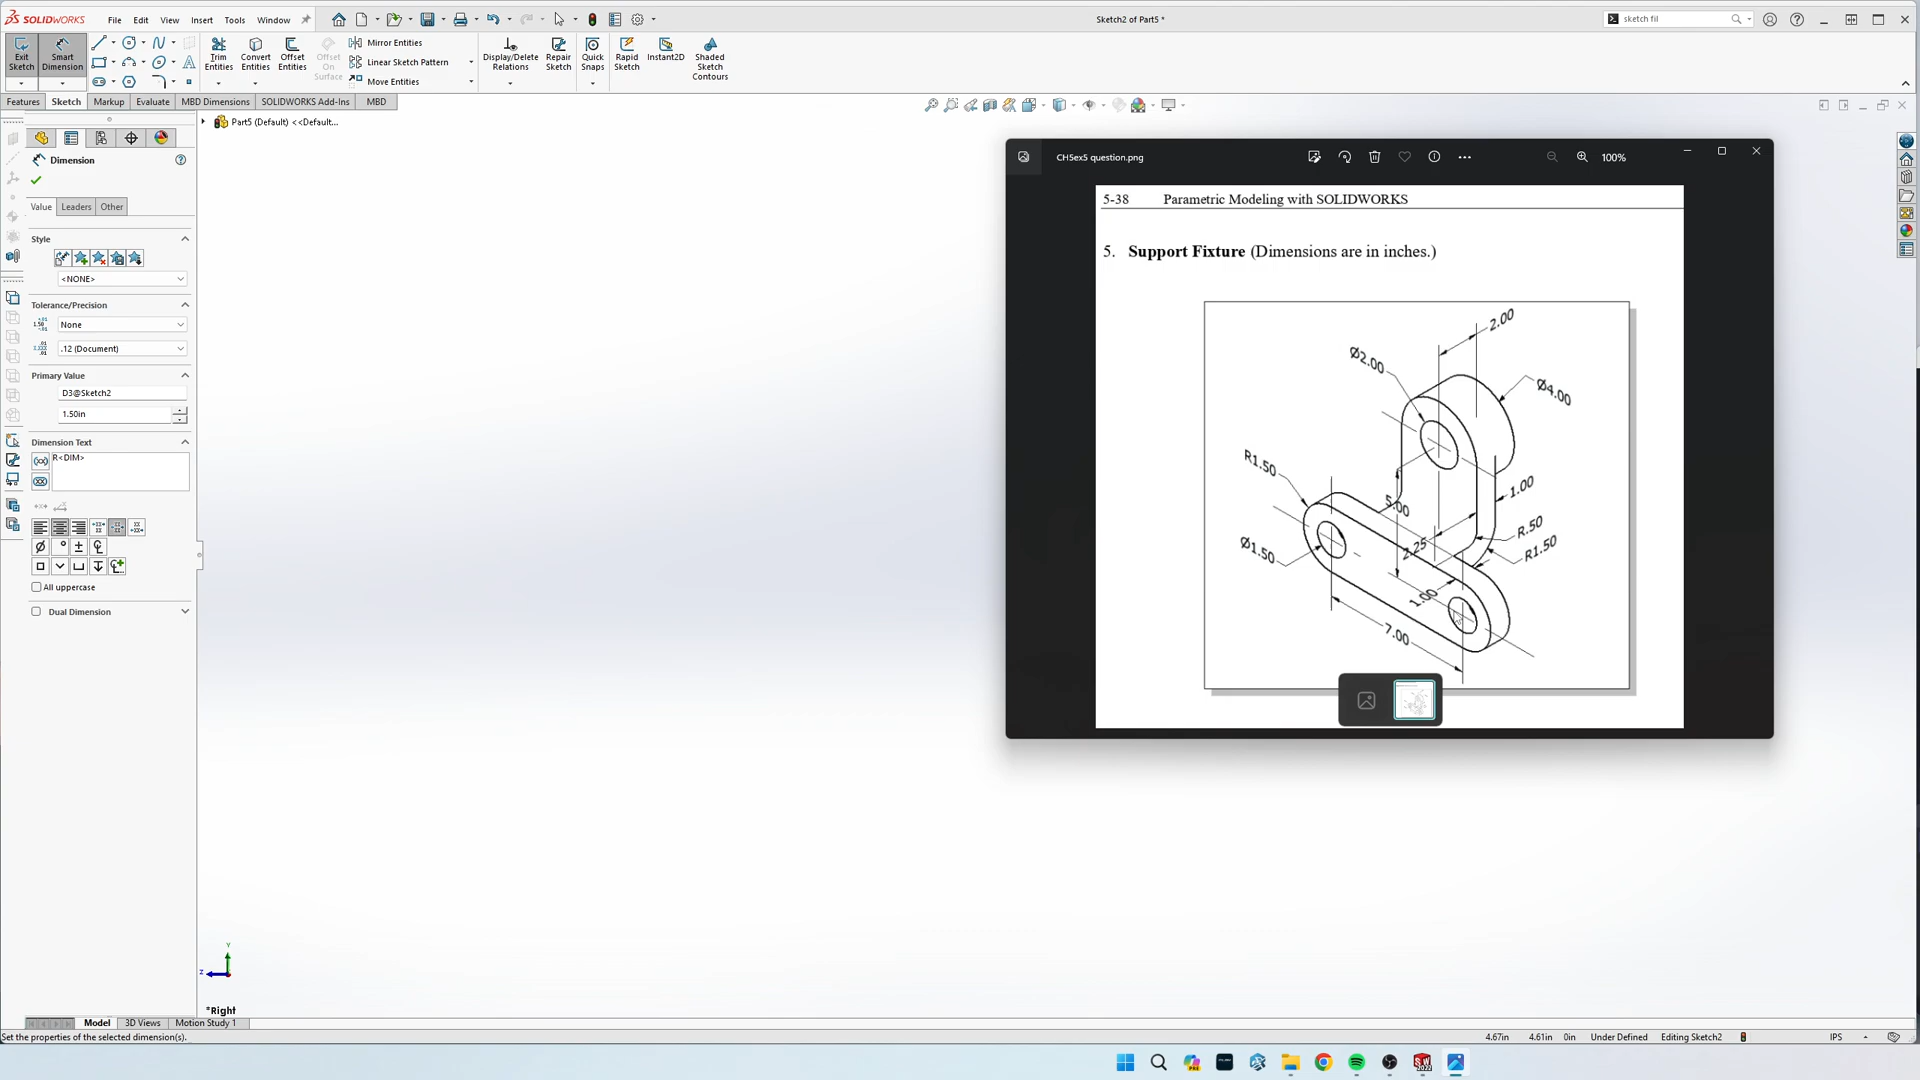 SOLIDWORKS
File
Edit
View
Insert
Tools
Window
Sketch2 of Part5 *
sketch fil
Exit Sketch
Smart Dimension
Trim Entities
Convert Entities
Offset Entities
Offset On Surface
Mirror Entities
Linear Sketch Pattern
Move Entities
Display/Delete Relations
Repair Sketch
Quick Snaps
Rapid Sketch
Instant2D
Shaded Sketch Contours
Features
Sketch
Markup
Evaluate
MBD Dimensions
SOLIDWORKS Add-Ins
MBD
Part5 (Default) <<Default...
Dimension
Value
Leaders
Other
Style
<NONE>
Tolerance/Precision
None
.12 (Document)
Primary Value
D3@Sketch2
1.50in
Dimension Text
R<DIM>
All uppercase
Dual Dimension
CH5ex5 question.png
100%
5-38 Parametric Modeling with SOLIDWORKS
5. Support Fixture (Dimensions are in inches.)
2.00
Ø2.00
Ø4.00
R1.50
1.00
5.00
R.50
2.25
R1.50
Ø1.50
1.00
7.00
Y
Z
*Right
Model
3D Views
Motion Study 1
Set the properties of the selected dimension(s).
4.67in
4.61in
0in
Under Defined
Editing Sketch2
IPS